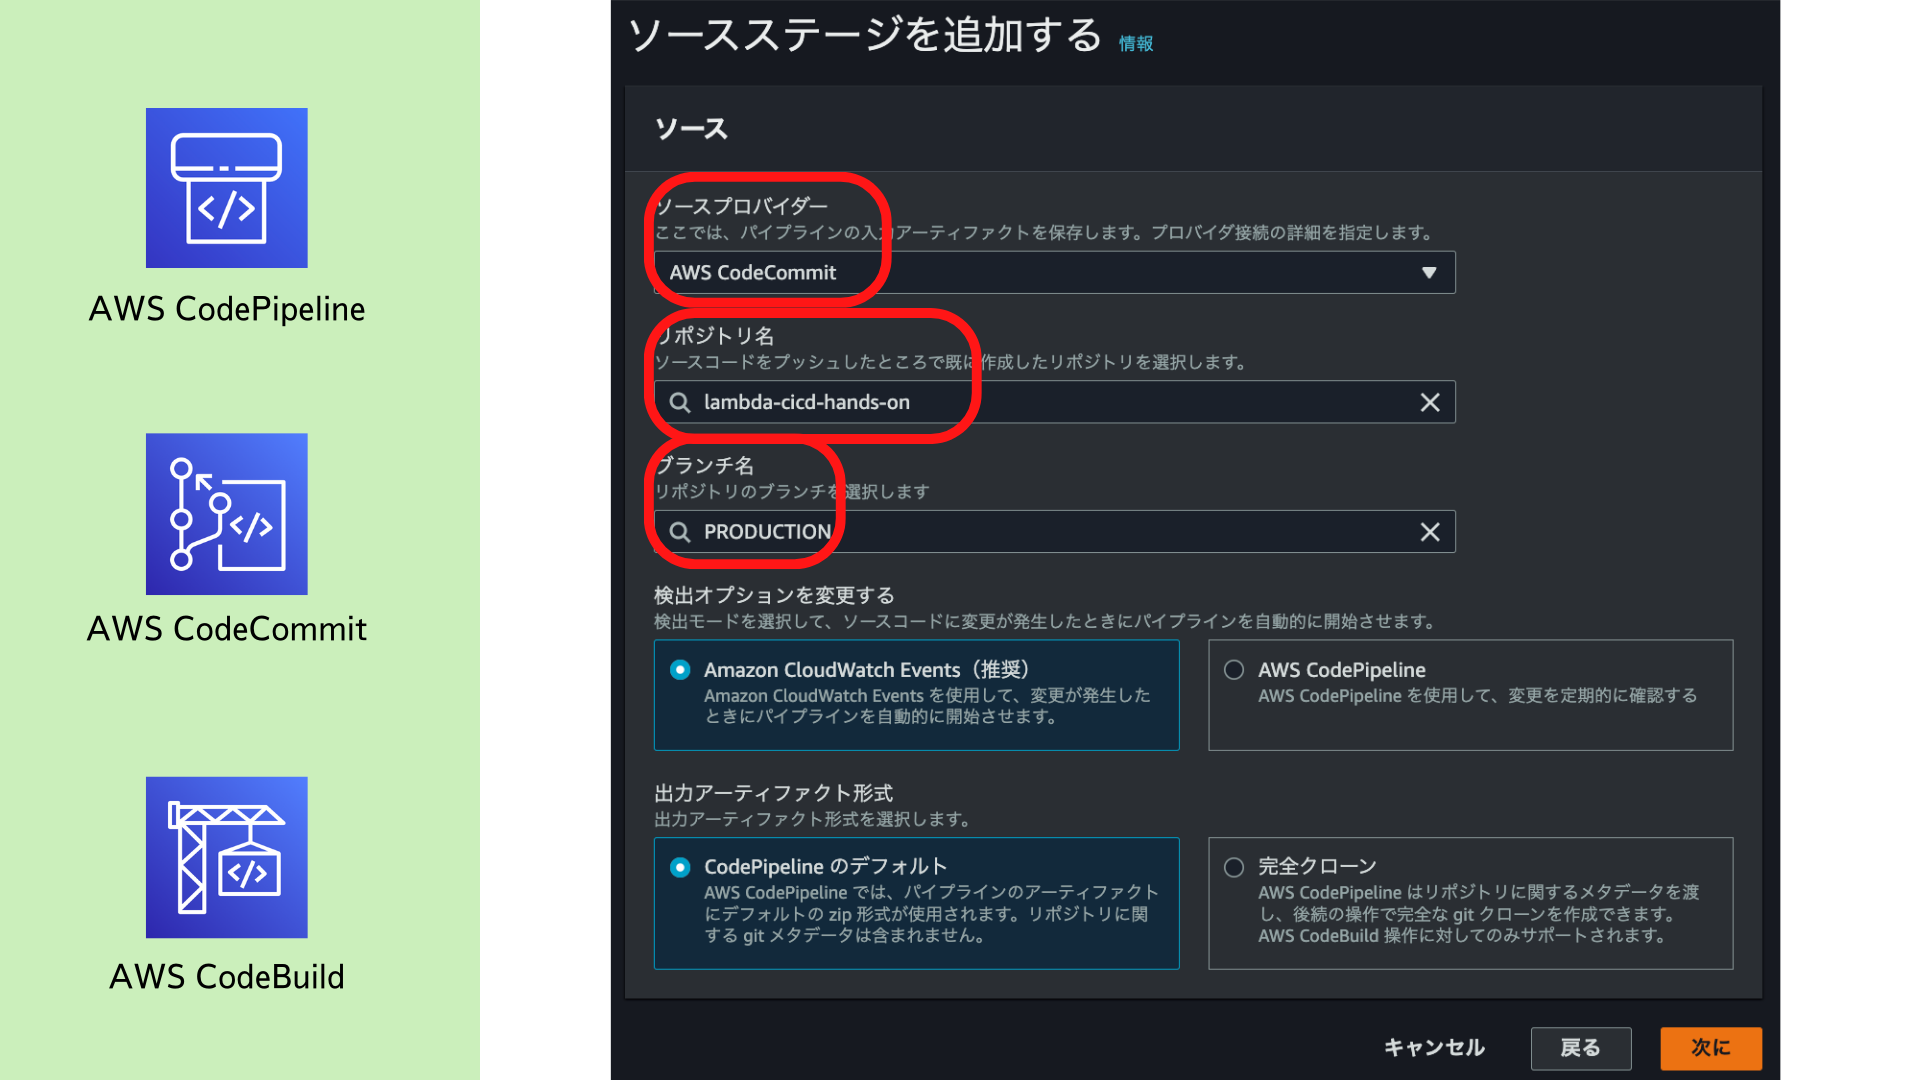 AWS CodePipeline
AWS CodeCommit
AWS CodeBuild
ソースステージを追加する 情報
ソース
ソースプロバイダー
ここでは、パイプラインの入力アーティファクトを保存します。プロバイダ接続の詳細を指定します。
AWS CodeCommit
リポジトリ名
ソースコードをプッシュしたところで既に作成したリポジトリを選択します。
lambda-cicd-hands-on
ブランチ名
リポジトリのブランチを選択します
PRODUCTION
検出オプションを変更する
検出モードを選択して、ソースコードに変更が発生したときにパイプラインを自動的に開始させます。
Amazon CloudWatch Events（推奨）
Amazon CloudWatch Events を使用して、変更が発生した
ときにパイプラインを自動的に開始させます。
AWS CodePipeline
AWS CodePipeline を使用して、変更を定期的に確認する
出力アーティファクト形式
出力アーティファクト形式を選択します。
CodePipeline のデフォルト
AWS CodePipeline では、パイプラインのアーティファクト
にデフォルトの zip 形式が使用されます。リポジトリに関
する git メタデータは含まれません。
完全クローン
AWS CodePipeline はリポジトリに関するメタデータを渡
し、後続の操作で完全な git クローンを作成できます。
AWS CodeBuild 操作に対してのみサポートされます。
キャンセル 戻る 次に